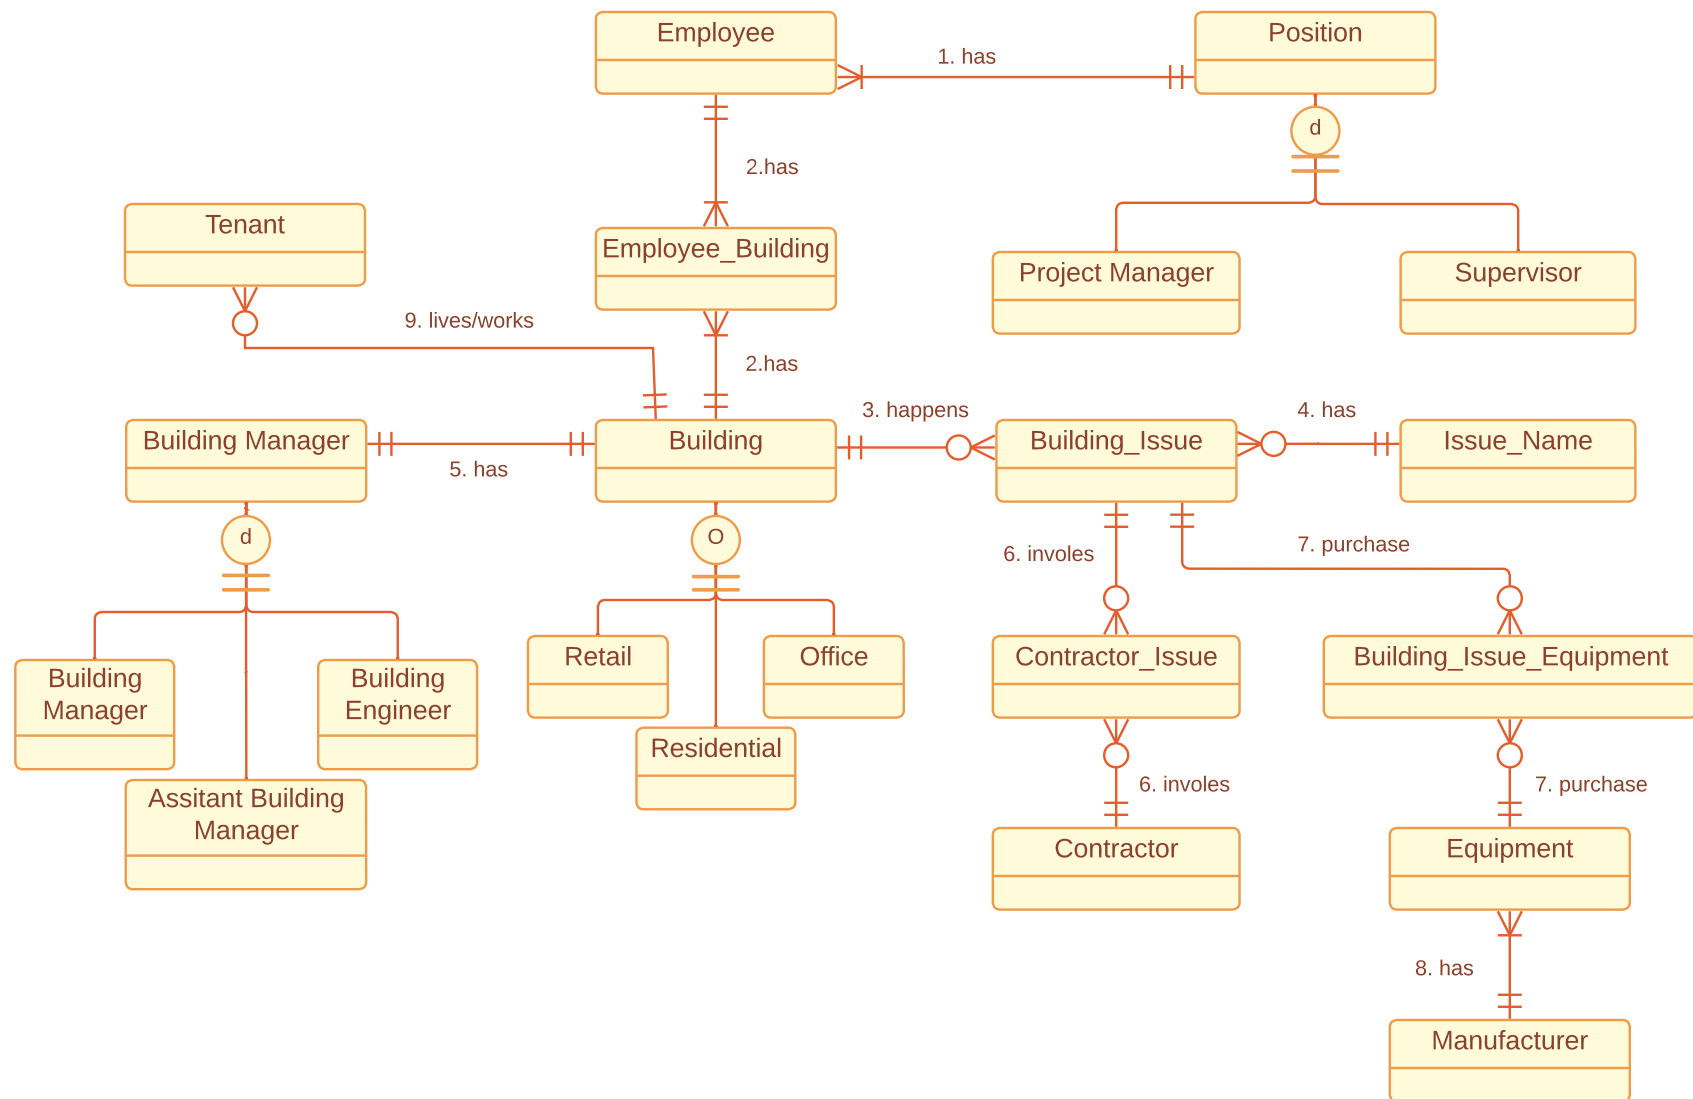 Employee
Position
1. has
d
2.has
Tenant
Employee_Building
Project Manager
Supervisor
9. lives/works
2.has
3. happens
4. has
Building Manager
Building
Building_Issue
Issue_Name
5. has
d
O
6. involes
7. purchase
Building
Manager
Building
Engineer
Retail
Office
Contractor_Issue
Building_Issue_Equipment
Residential
Assitant Building
Manager
6. involes
7. purchase
Contractor
Equipment
8. has
Manufacturer